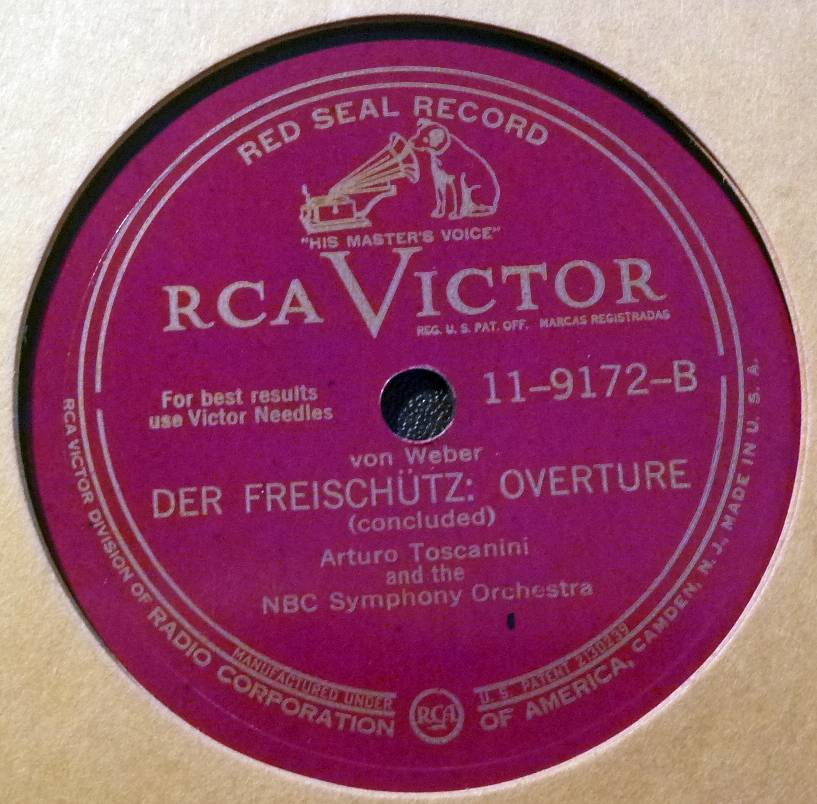 RED SEAL RECORD
"HIS MASTER'S VOICE"
RCA VICTOR
REG. U. S. PAT. OFF. MARCAS REGISTRADAS
For best results
use Victor Needles
11-9172-B
von Weber
DER FREISCHÜTZ: OVERTURE
(concluded)
Arturo Toscanini
and the
NBC Symphony Orchestra
MANUFACTURED UNDER U. S. PATENT 2130239
RCA VICTOR DIVISION OF RADIO CORPORATION OF AMERICA, CAMDEN, N. J., MADE IN U. S. A.
RCA